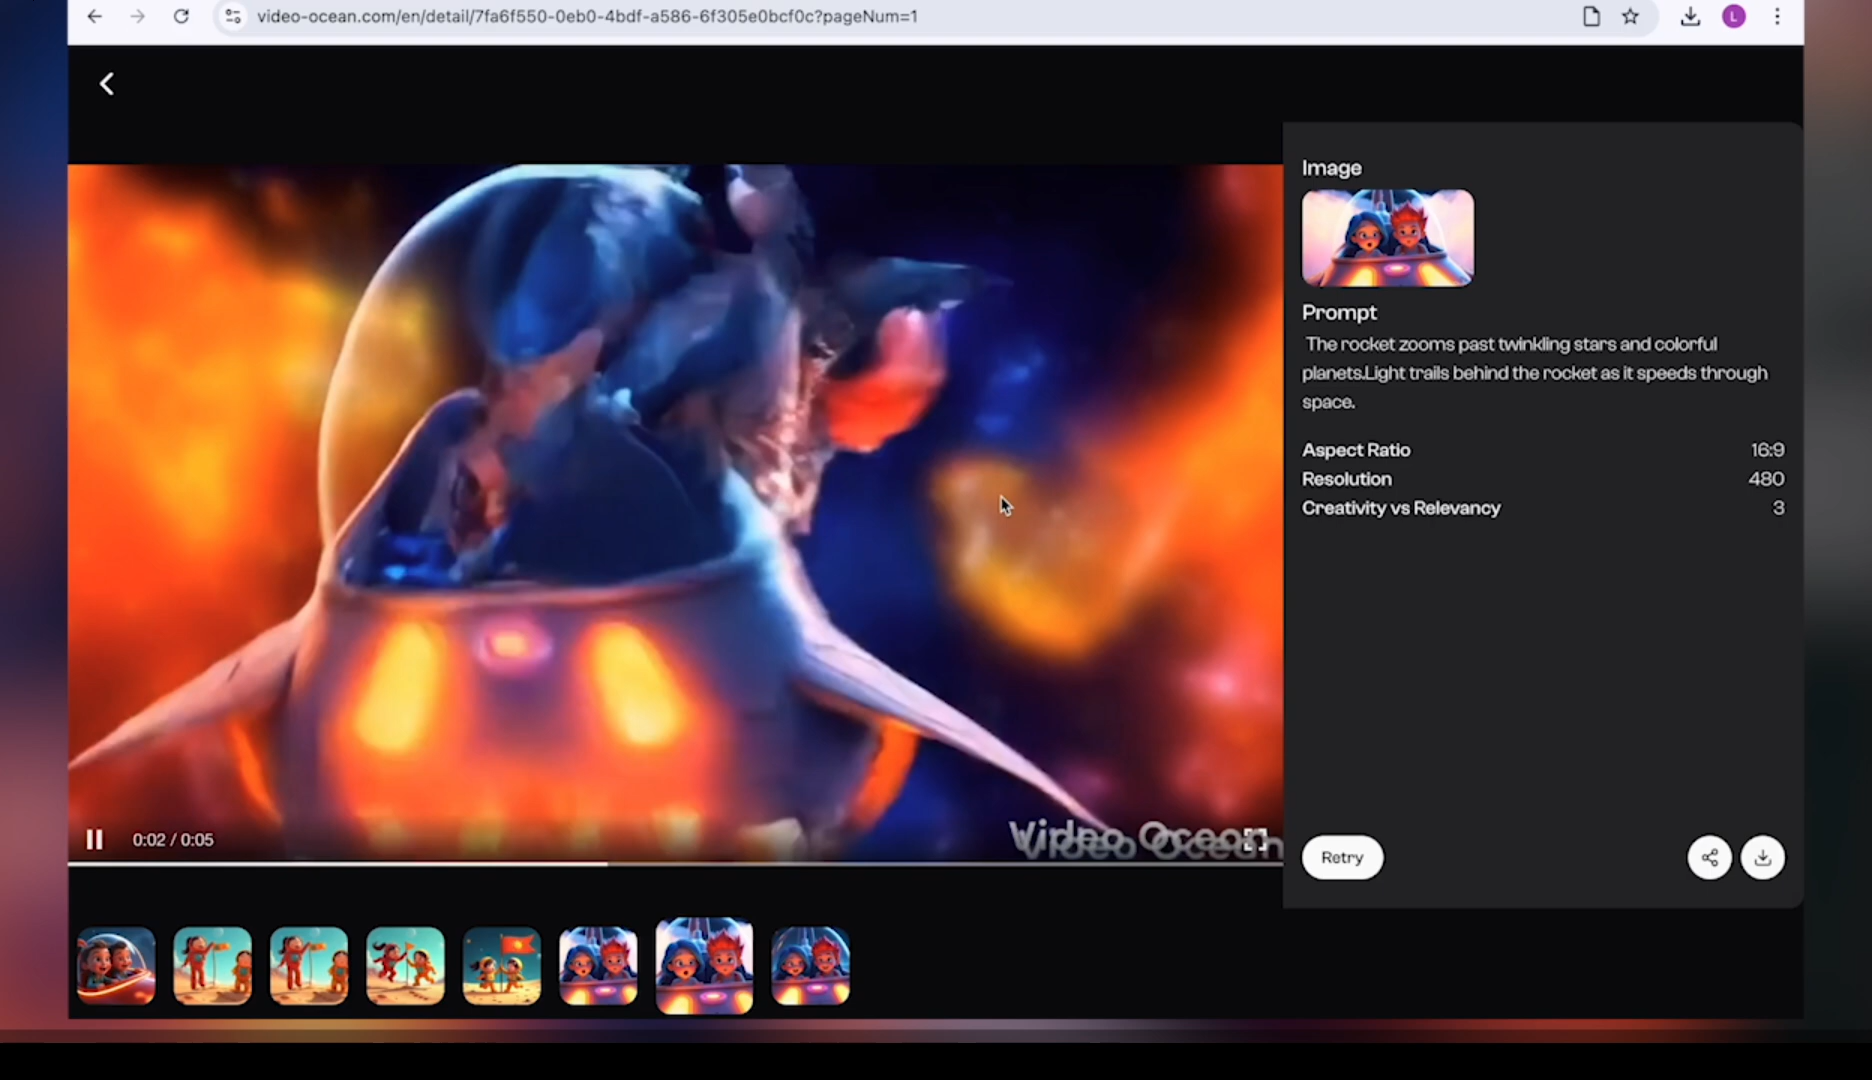 video-ocean.com/en/detail/7fa6f550-0eb0-4bdf-a586-6f305e0bcf0c?pageNum=1
L
Image
Prompt
The rocket zooms past twinkling stars and colorful
planets.Light trails behind the rocket as it speeds through
space.
Aspect Ratio 16:9
Resolution 480
Creativity vs Relevancy 3
0:02 / 0:05
Video Ocean
Video Ocean
Retry